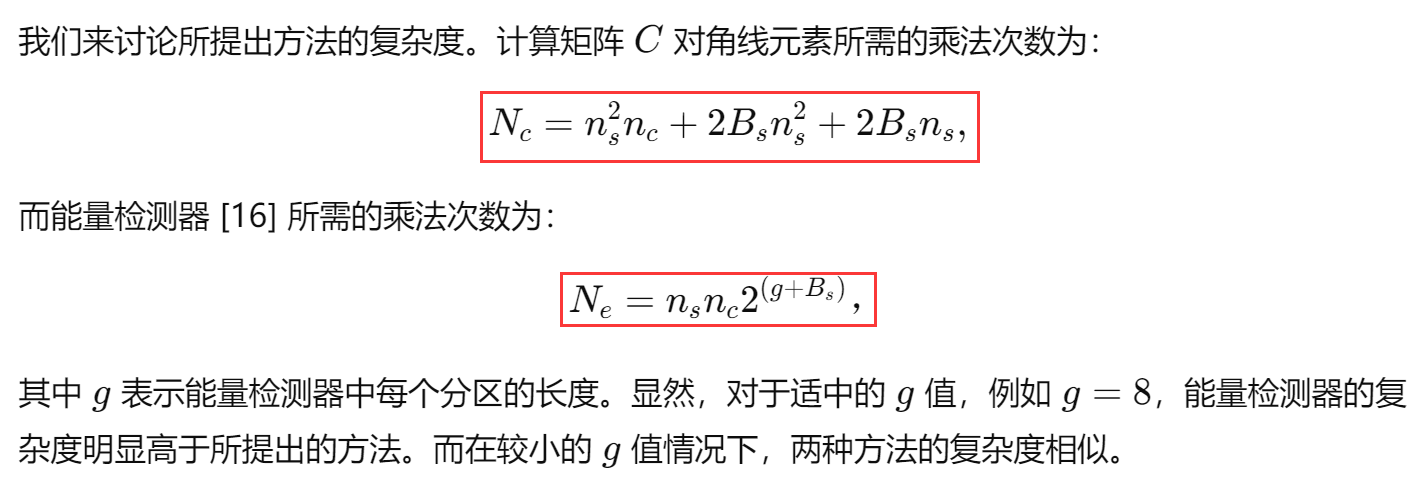 我们来讨论所提出方法的复杂度。计算矩阵 C 对角线元素所需的乘法次数为：
N_c = n_s^2 n_c + 2B_s n_s^2 + 2B_s n_s,
而能量检测器 [16] 所需的乘法次数为：
N_e = n_s n_c 2^{(g+B_s)},
其中 g 表示能量检测器中每个分区的长度。显然，对于适中的 g 值，例如 g = 8，能量检测器的复
杂度明显高于所提出的方法。而在较小的 g 值情况下，两种方法的复杂度相似。